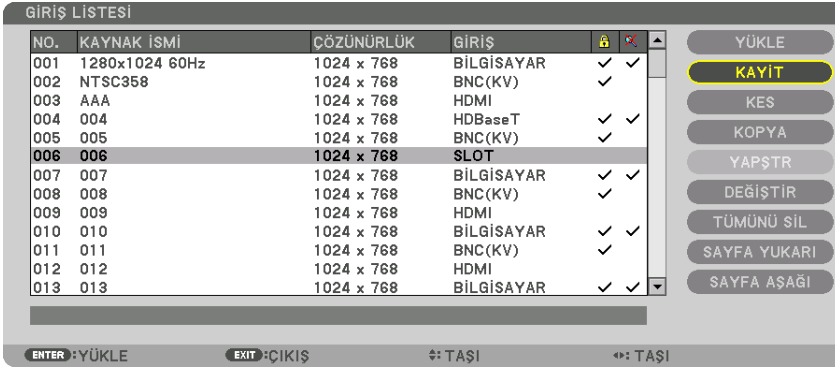 GİRİŞ LİSTESİ
NO. KAYNAK İSMİ ÇÖZÜNÜRLÜK GİRİŞ
001 1280x1024 60Hz 1024 x 768 BİLGİSAYAR ✓ ✓
002 NTSC358 1024 x 768 BNC(KV) ✓
003 AAA 1024 x 768 HDMI
004 004 1024 x 768 HDBaseT ✓ ✓
005 005 1024 x 768 BNC(KV) ✓
006 006 1024 x 768 SLOT
007 007 1024 x 768 BİLGİSAYAR ✓ ✓
008 008 1024 x 768 BNC(KV) ✓
009 009 1024 x 768 HDMI
010 010 1024 x 768 BİLGİSAYAR ✓ ✓
011 011 1024 x 768 BNC(KV) ✓
012 012 1024 x 768 HDMI
013 013 1024 x 768 BİLGİSAYAR ✓ ✓
YÜKLE
KAYİT
KES
KOPYA
YAPŞTR
DEĞİŞTİR
TÜMÜNÜ SİL
SAYFA YUKARI
SAYFA AŞAĞI
ENTER :YÜKLE EXIT :ÇIKIŞ : TAŞI : TAŞI